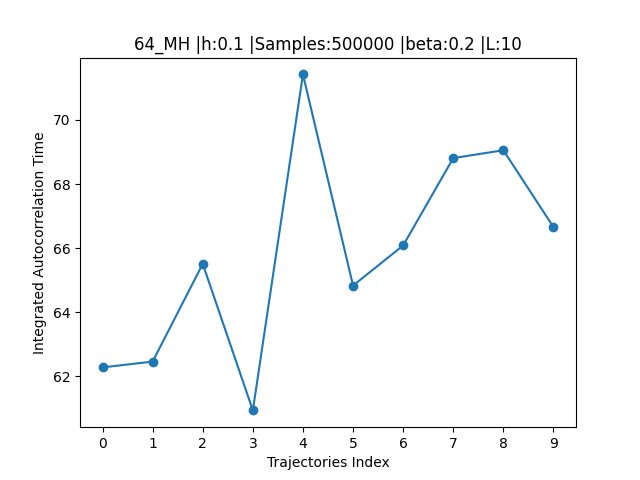 64_MH |h:0.1 |Samples:500000 |beta:0.2 |L:10
Integrated Autocorrelation Time
70
68
66
64
62
0 1 2 3 4 5 6 7 8 9
Trajectories Index